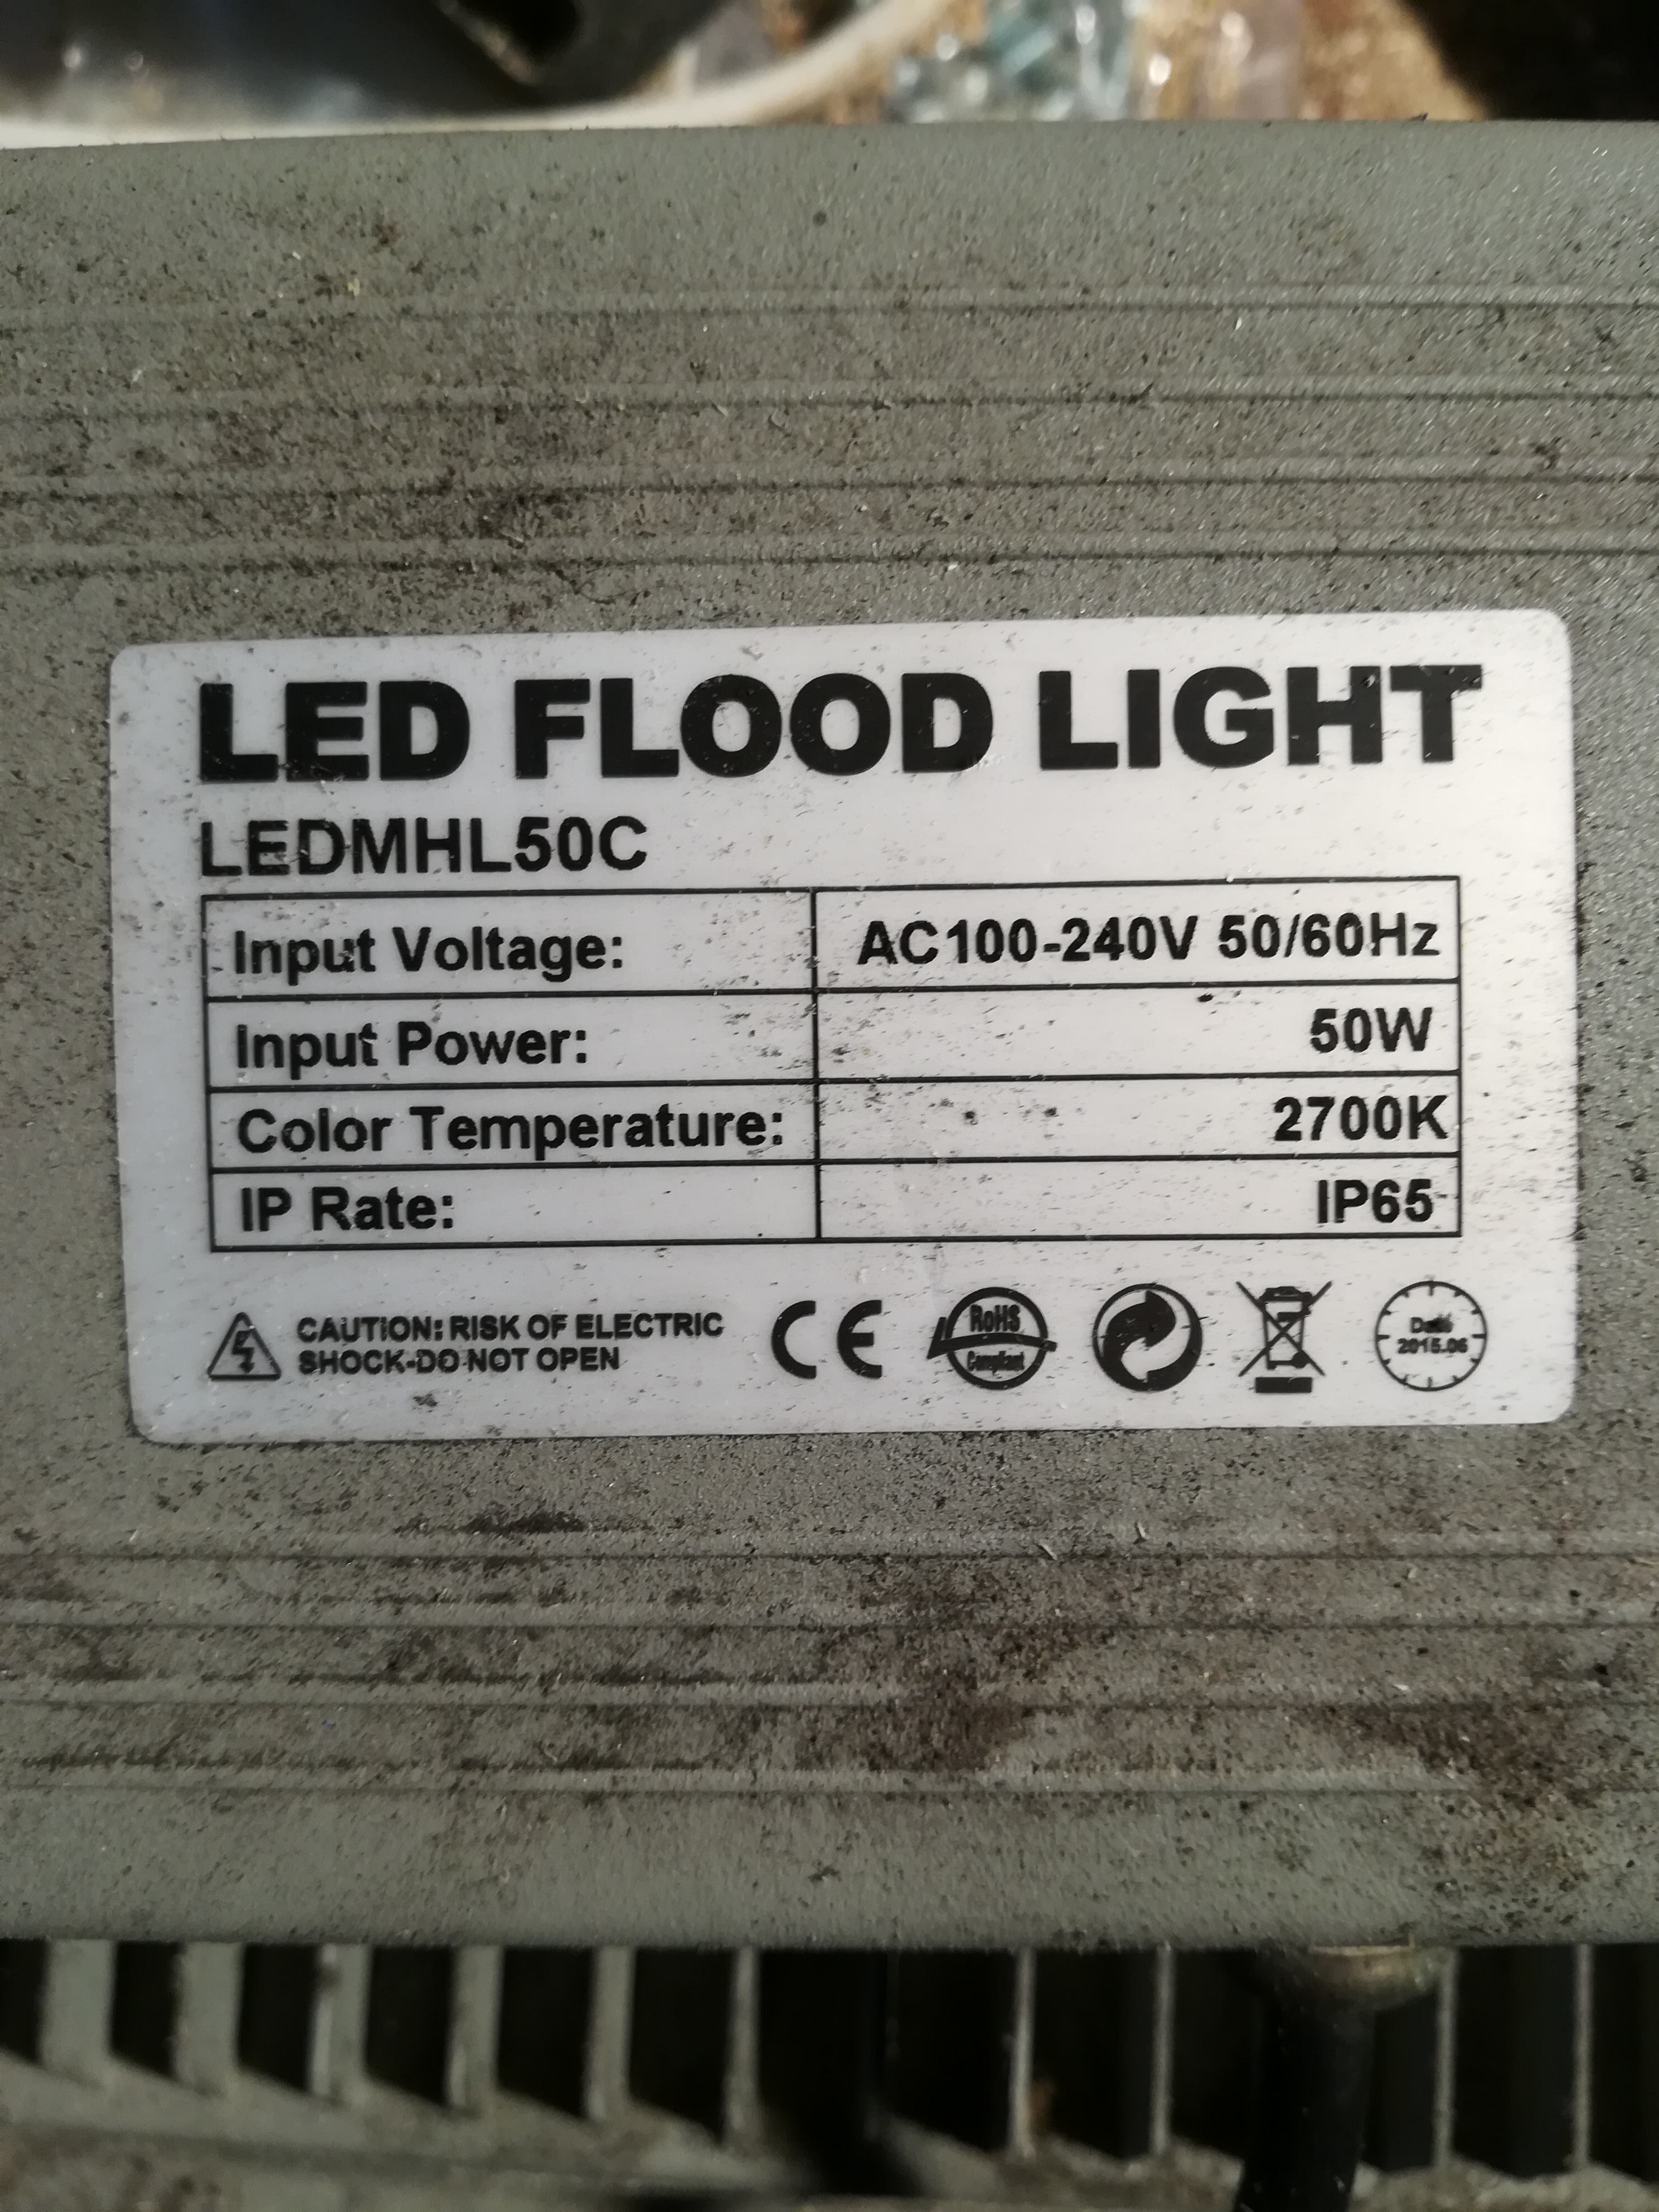 LED FLOOD LIGHT
LEDMHL50C
Input Voltage: AC100-240V 50/60Hz
Input Power: 50W
Color Temperature: 2700K
IP Rate: IP65
CAUTION: RISK OF ELECTRIC
SHOCK-DO NOT OPEN
CE
RoHS
Compliant
Date
2015.06